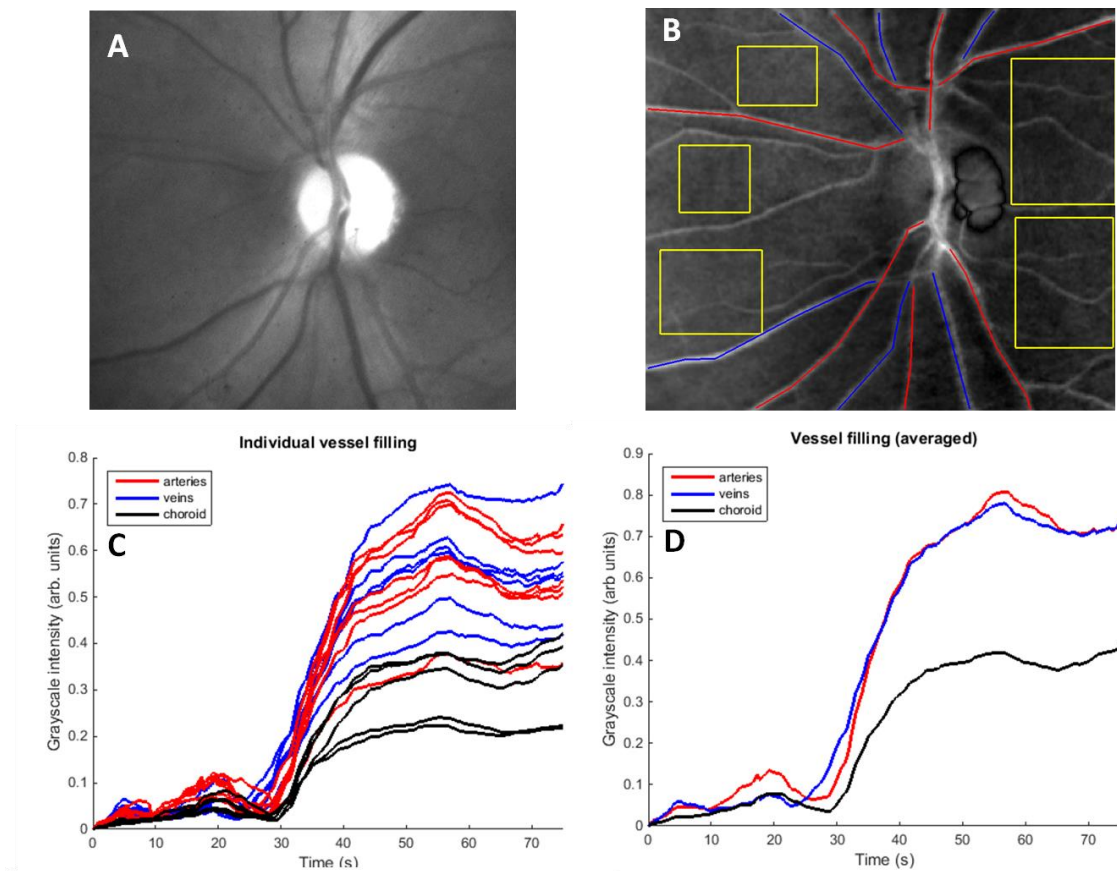 A
B
Individual vessel filling
0.8
0.7
0.6
0.5
0.4
0.3
0.2
0.1
0
Grayscale intensity (arb. units)
arteries
veins
choroid
C
0 10 20 30 40 50 60 70
Time (s)
Vessel filling (averaged)
0.9
0.8
0.7
0.6
0.5
0.4
0.3
0.2
0.1
0
Grayscale intensity (arb units)
arteries
veins
choroid
D
0 10 20 30 40 50 60 70
Time (s)